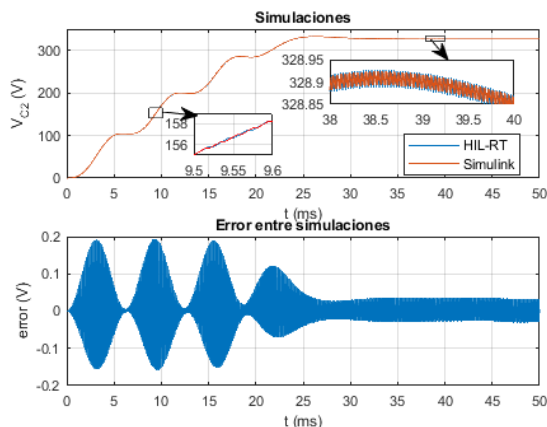 Simulaciones
300
200
100
0
V_C2 (V)
328.95
328.9
328.85
38 38.5 39 39.5 40
158
156
9.5 9.55 9.6
HIL-RT
Simulink
0 5 10 15 20 25 30 35 40 45 50
t (ms)
Error entre simulaciones
0.2
0.1
0
-0.1
-0.2
error (V)
0 5 10 15 20 25 30 35 40 45 50
t (ms)